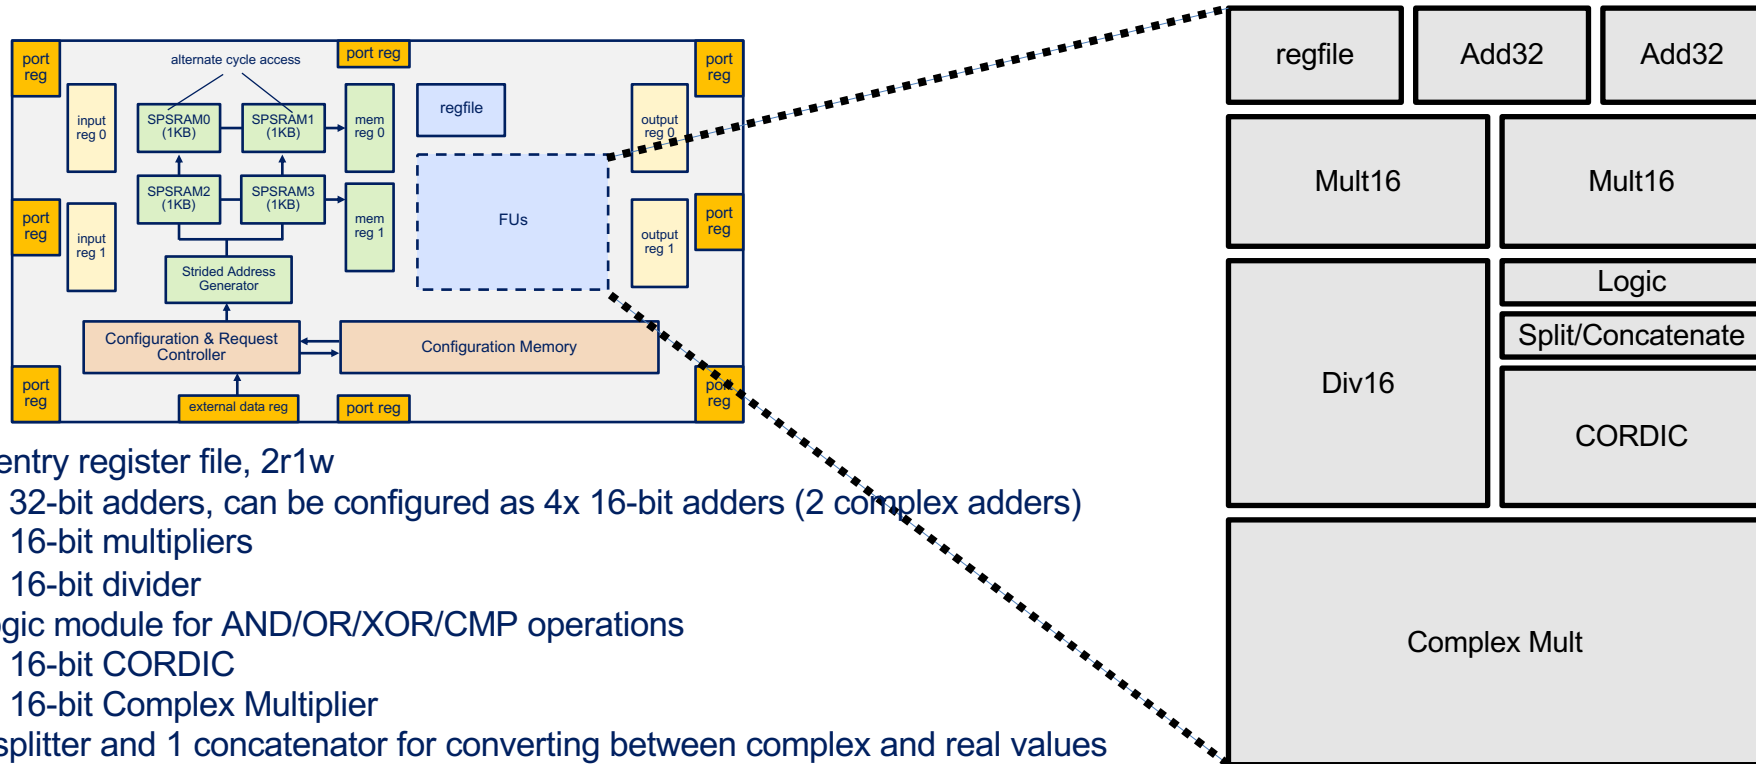 port
reg
alternate cycle access
port reg
port
reg
input
reg 0
SPSRAM0
(1KB)
SPSRAM1
(1KB)
mem
reg 0
regfile
output
reg 0
port
reg
input
reg 1
SPSRAM2
(1KB)
SPSRAM3
(1KB)
mem
reg 1
FUs
output
reg 1
port
reg
Strided Address
Generator
Configuration & Request
Controller
Configuration Memory
port
reg
external data reg
port reg
port
reg
entry register file, 2r1w
32-bit adders, can be configured as 4x 16-bit adders (2 complex adders)
16-bit multipliers
16-bit divider
gic module for AND/OR/XOR/CMP operations
16-bit CORDIC
16-bit Complex Multiplier
splitter and 1 concatenator for converting between complex and real values
regfile
Add32
Add32
Mult16
Mult16
Div16
Logic
Split/Concatenate
CORDIC
Complex Mult